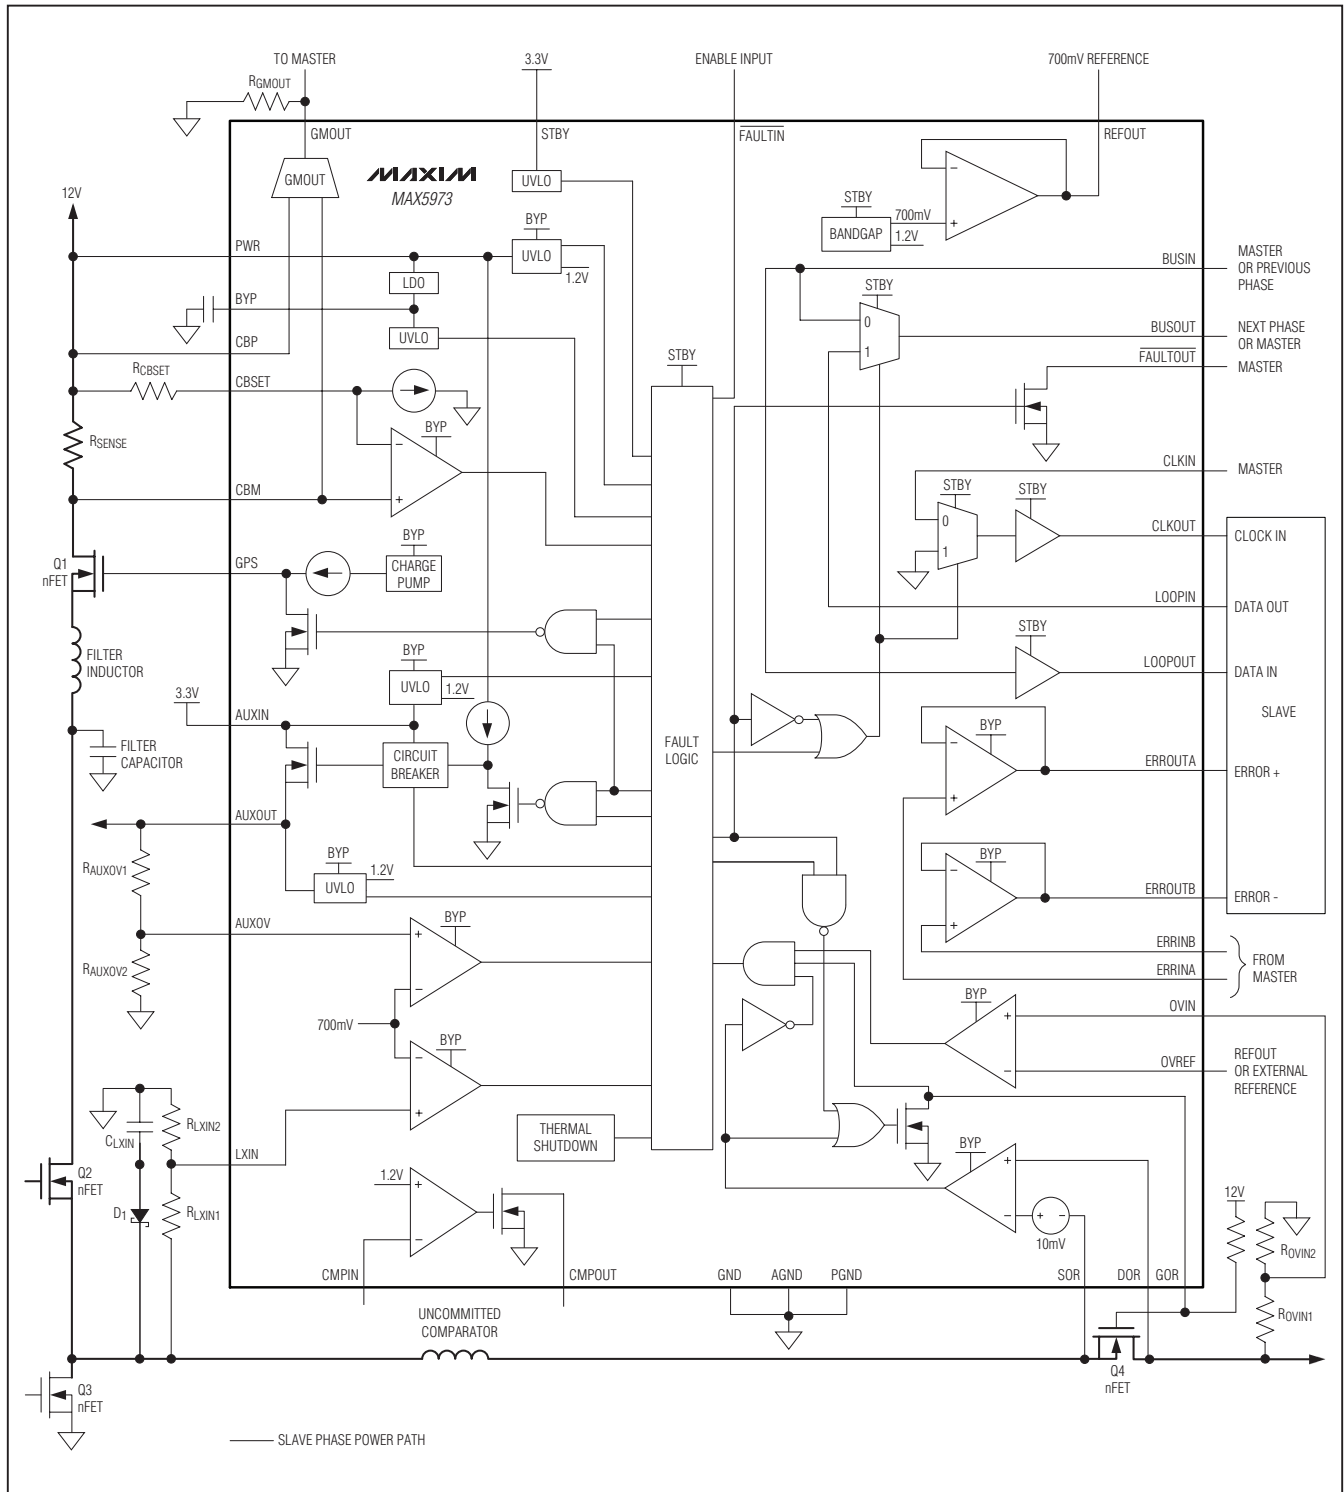 TO MASTER
3.3V
ENABLE INPUT
700mV REFERENCE
RGMOUT
GMOUT
STBY
FAULTIN
REFOUT
GMOUT
MAXIM
MAX5973
UVLO
12V
STBY
BANDGAP
700mV
1.2V
−
+
PWR
BYP
UVLO
1.2V
LDO
BUSIN
MASTER
OR PREVIOUS
PHASE
BYP
UVLO
STBY
0
1
BUSOUT
NEXT PHASE
OR MASTER
CBP
STBY
FAULTOUT
MASTER
RCBSET
CBSET
BYP
−
+
RSENSE
CBM
CLKIN
MASTER
STBY
0
1
STBY
CLKOUT
CLOCK IN
Q1
nFET
GPS
BYP
CHARGE
PUMP
LOOPIN
DATA OUT
STBY
FILTER
INDUCTOR
BYP
UVLO
1.2V
LOOPOUT
DATA IN
3.3V
AUXIN
SLAVE
FILTER
CAPACITOR
CIRCUIT
BREAKER
FAULT
LOGIC
BYP
−
+
ERROUTA
ERROR +
AUXOUT
RAUXOV1
BYP
UVLO
1.2V
BYP
−
+
ERROUTB
ERROR -
AUXOV
BYP
+
−
ERRINB
ERRINA
FROM
MASTER
RAUXOV2
700mV
BYP
−
+
BYP
+
−
OVIN
OVREF
REFOUT
OR EXTERNAL
REFERENCE
CLXIN
RLXIN2
LXIN
THERMAL
SHUTDOWN
BYP
+
−
+ −
10mV
Q2
nFET
D1
RLXIN1
1.2V
+
−
12V
ROVIN2
CMPIN
CMPOUT
GND
AGND
PGND
SOR
DOR
GOR
UNCOMMITTED
COMPARATOR
ROVIN1
Q3
nFET
Q4
nFET
SLAVE PHASE POWER PATH